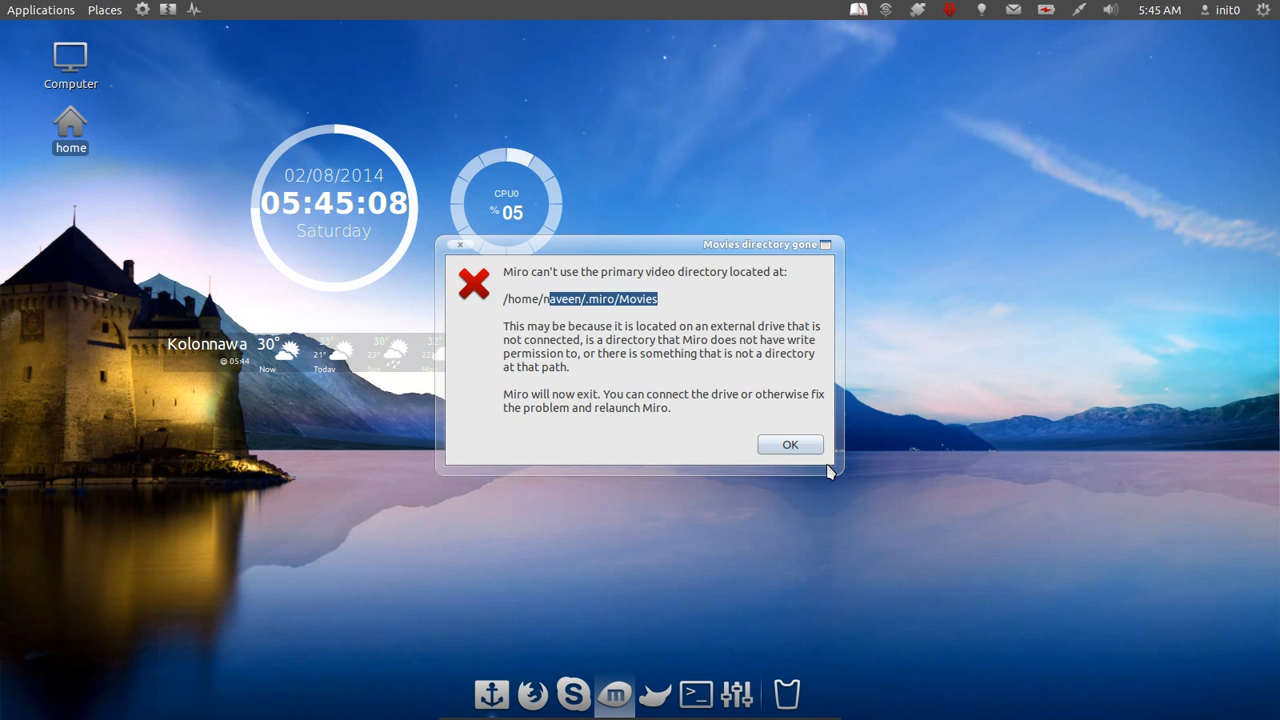 Applications Places
5:45 AM init0
Computer
home
02/08/2014
05:45:08
Saturday
CPU0
% 05
Kolonnawa 30°
@ 05:44
Now
21°
Today
30°
23°
Movies directory gone
Miro can't use the primary video directory located at:
/home/naveen/.miro/Movies
This may be because it is located on an external drive that is
not connected, is a directory that Miro does not have write
permission to, or there is something that is not a directory
at that path.
Miro will now exit. You can connect the drive or otherwise fix
the problem and relaunch Miro.
OK